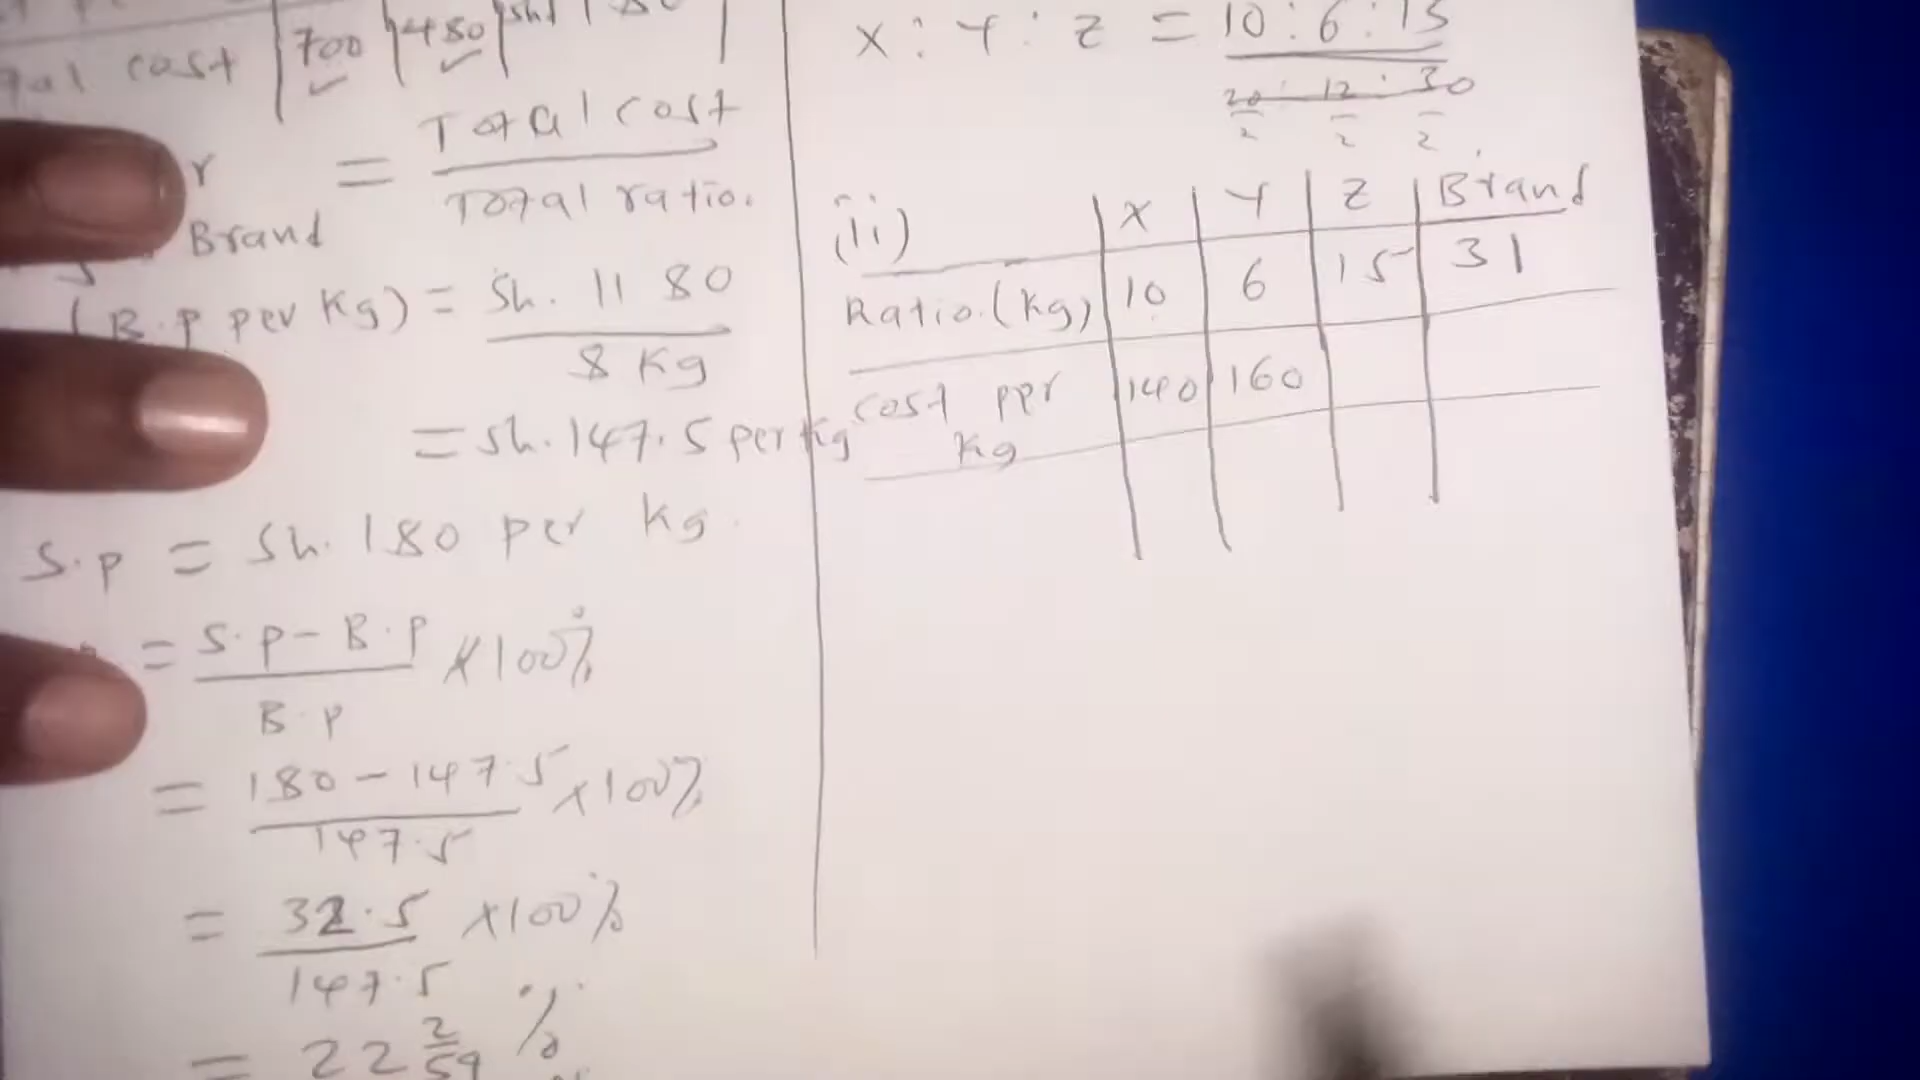 cost | 700 | 480 | sh
Total cost
= Total ratio.
Brand
(B.p per Kg) = Sh. 1180
8 Kg
= sh. 147.5 per Kg
S.p = Sh. 180 per Kg
= S.p - B.p × 100%
B.p
= 180 - 147.5 × 100%
147.5
= 32.5 × 100%
147.5
= 22 2/59 %
X : Y : Z = 10 : 6 : 15
20 : 12 : 30
2 2 2
(ii) | X | Y | Z | Brand
Ratio. (kg) | 10 | 6 | 15 | 31
Cost per | 140 | 160
Kg